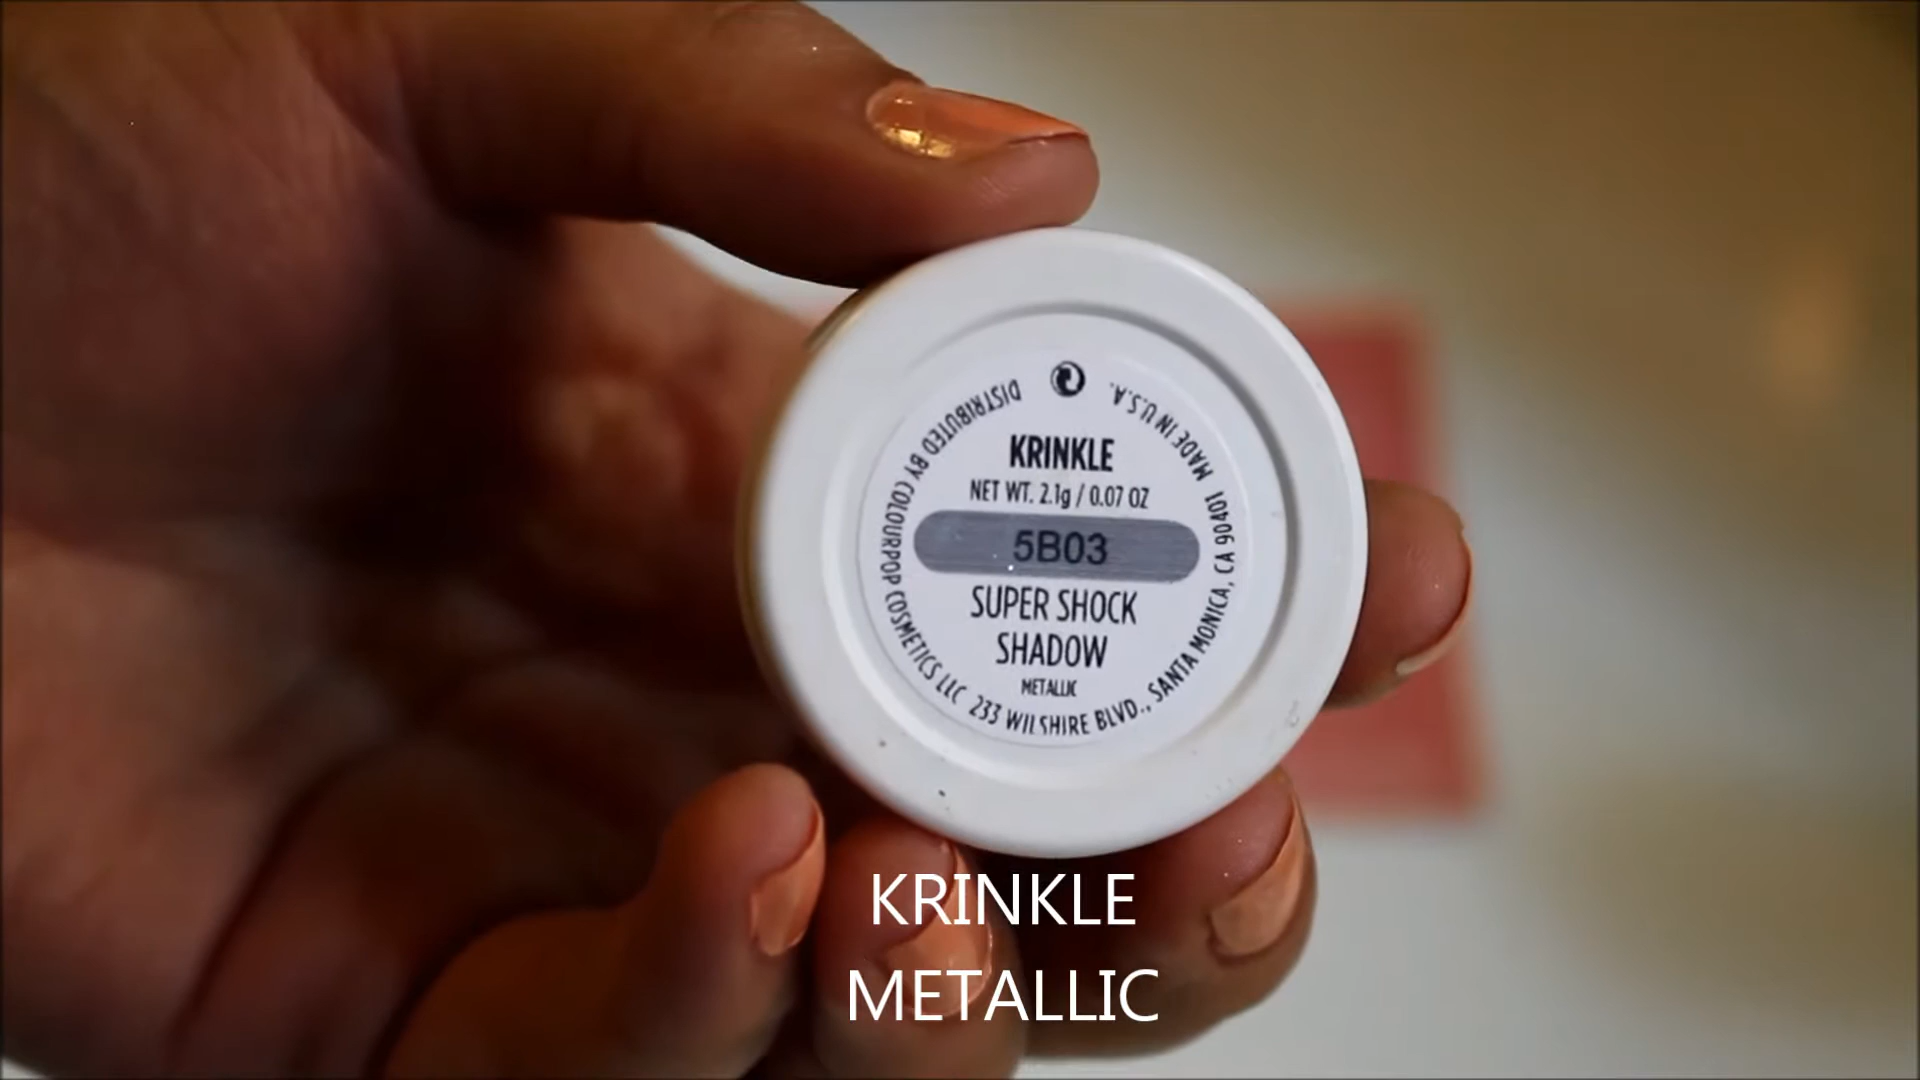 KRINKLE
NET WT. 2.1g / 0.07 OZ
5B03
SUPER SHOCK
SHADOW
METALLIC
DISTRIBUTED BY COLOURPOP COSMETICS LLC 233 WILSHIRE BLVD., SANTA MONICA, CA 90401 MADE IN U.S.A.
KRINKLE
METALLIC